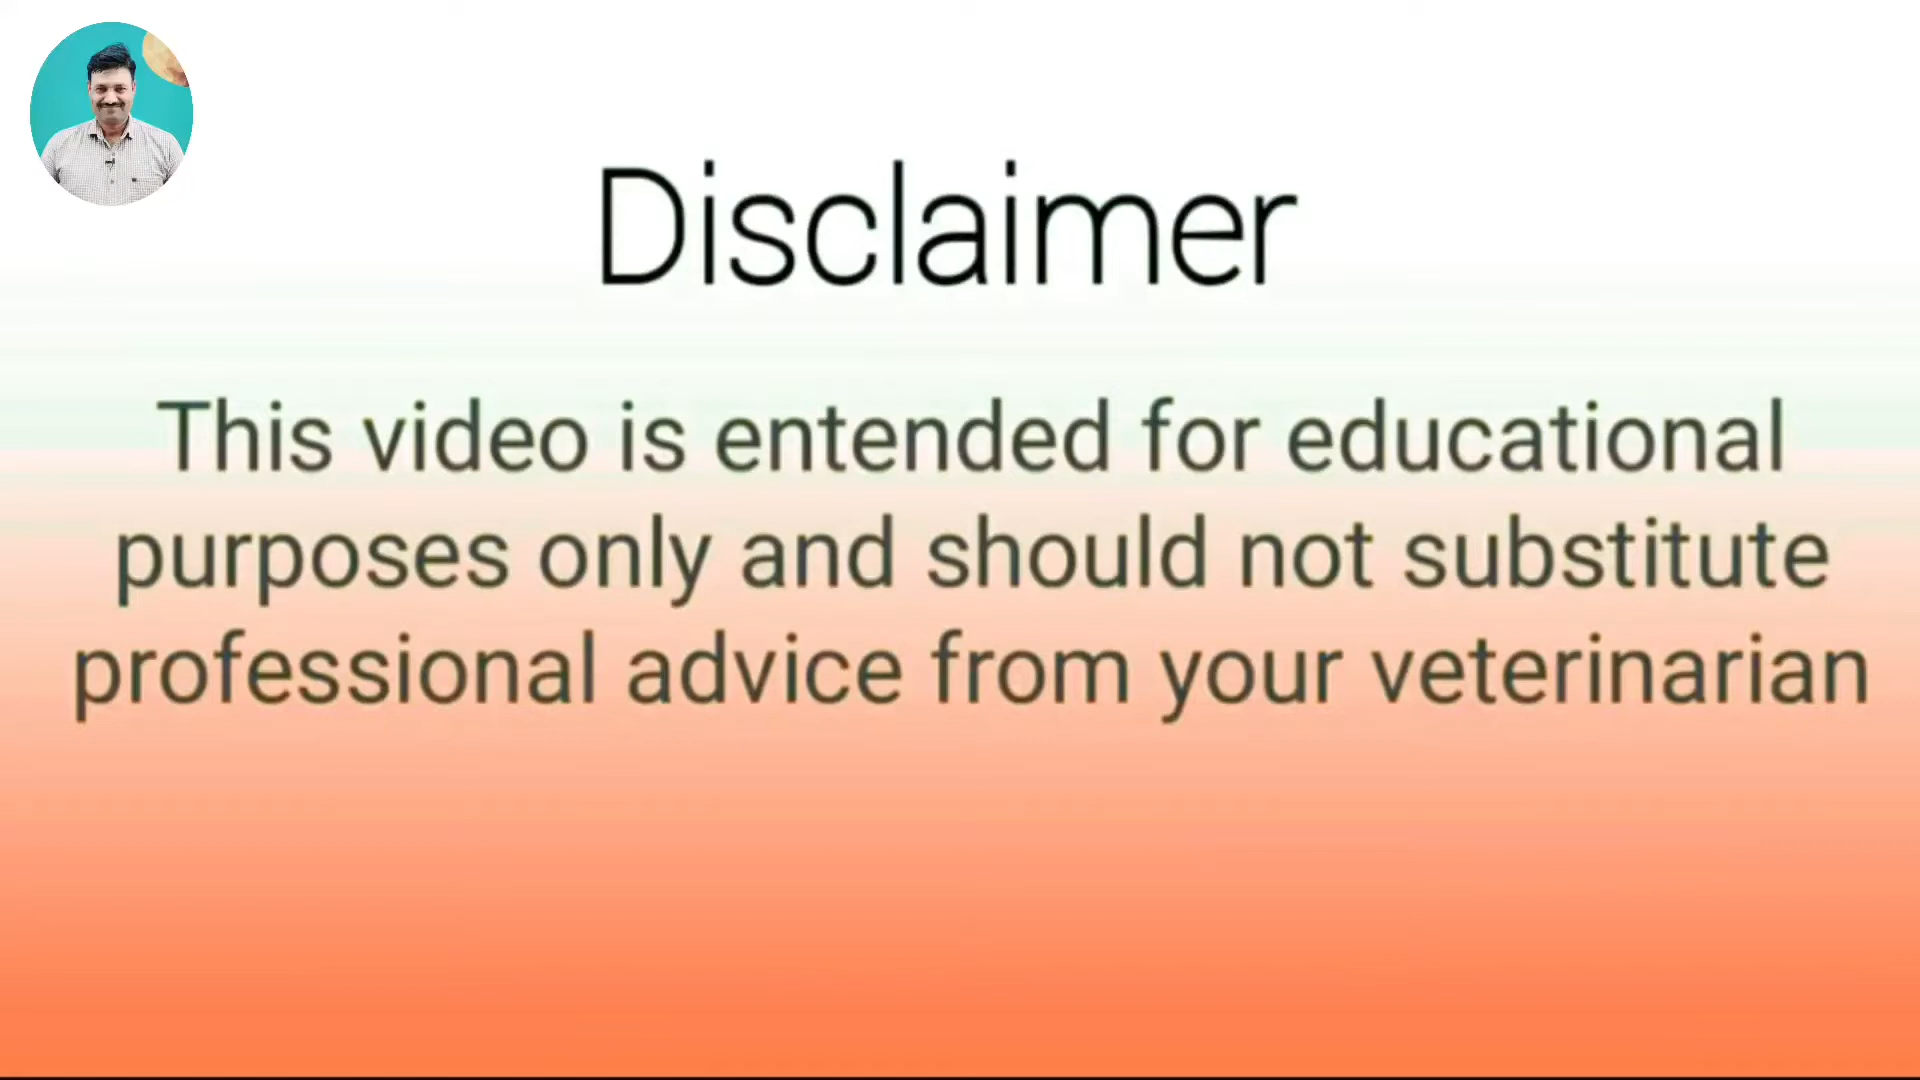 Disclaimer
This video is entended for educational
purposes only and should not substitute
professional advice from your veterinarian